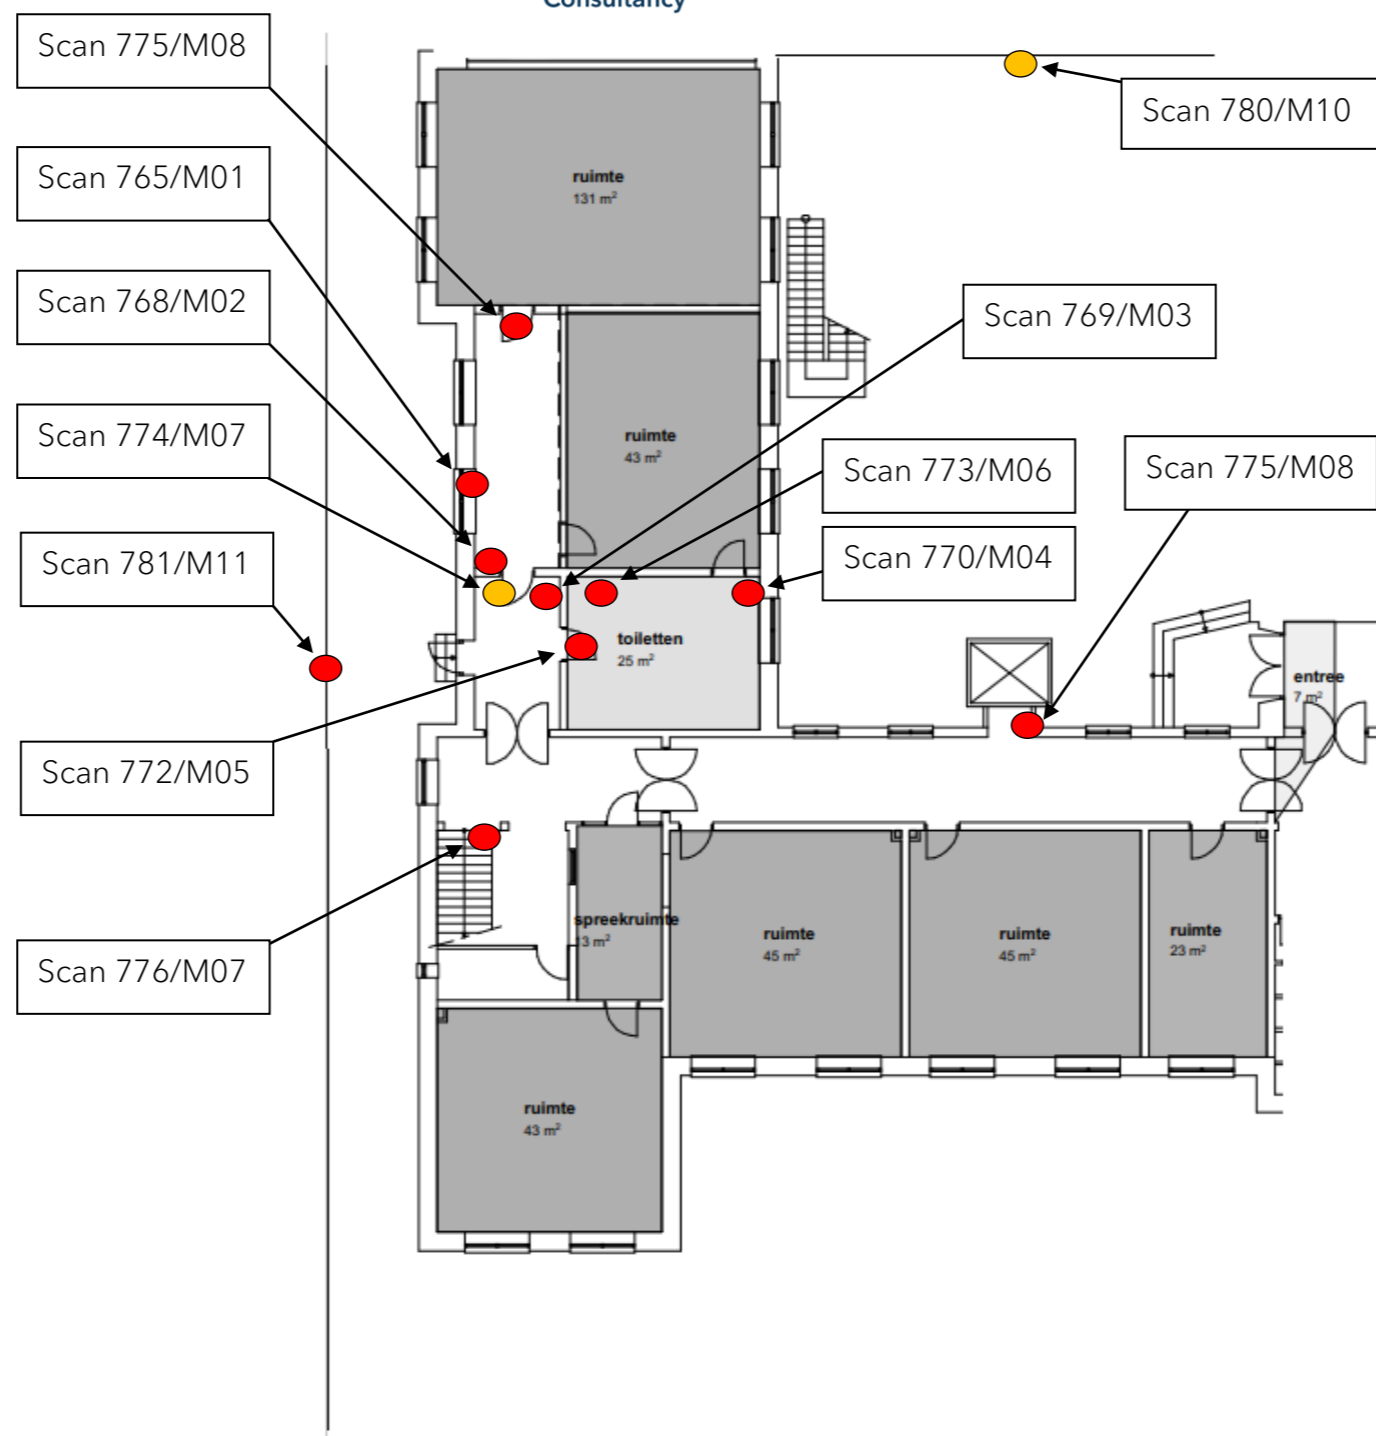 Consultancy
Scan 775/M08
Scan 780/M10
Scan 765/M01
ruimte
131 m²
Scan 768/M02
Scan 769/M03
Scan 774/M07
ruimte
43 m²
Scan 773/M06
Scan 775/M08
Scan 781/M11
Scan 770/M04
toiletten
25 m²
entree
7 m²
Scan 772/M05
spreekruimte
13 m²
ruimte
45 m²
ruimte
45 m²
ruimte
23 m²
Scan 776/M07
ruimte
43 m²